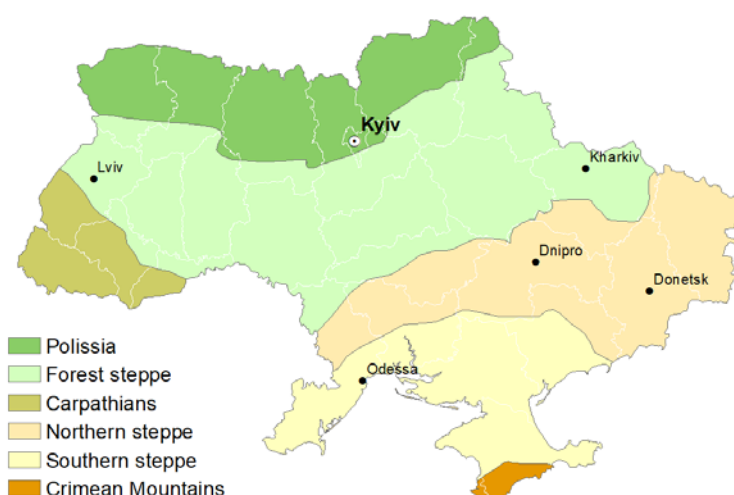 Kyiv
Lviv
Kharkiv
Dnipro
Donetsk
Odessa
Polissia
Forest steppe
Carpathians
Northern steppe
Southern steppe
Crimean Mountains